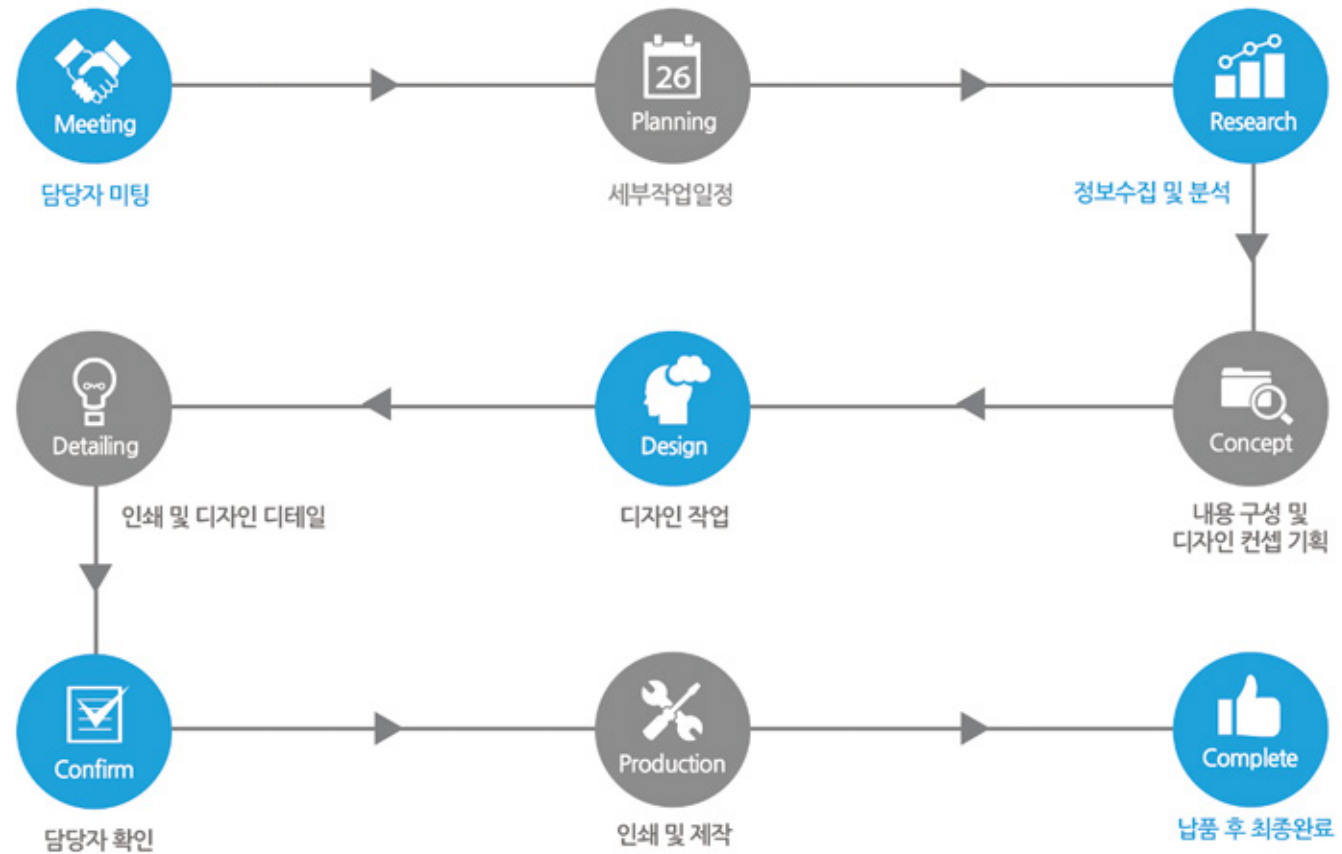 26
Meeting
담당자 미팅
Planning
세부작업일정
Research
정보수집 및 분석
Concept
내용 구성 및
디자인 컨셉 기획
Design
디자인 작업
Detailing
인쇄 및 디자인 디테일
Confirm
담당자 확인
Production
인쇄 및 제작
Complete
납품 후 최종완료